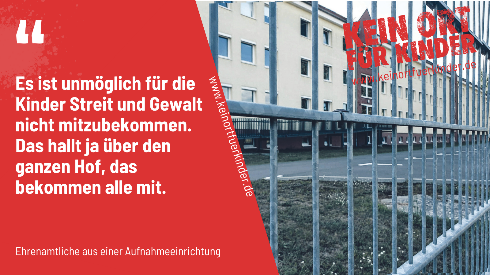 “
Es ist unmöglich für die
Kinder Streit und Gewalt
nicht mitzubekommen.
Das hallt ja über den
ganzen Hof, das
bekommen alle mit.
Ehrenamtliche aus einer Aufnahmeeinrichtung
www.keinortfuerkinder.de
KEIN ORT
FÜR KINDER
www.keinortfuerkinder.de